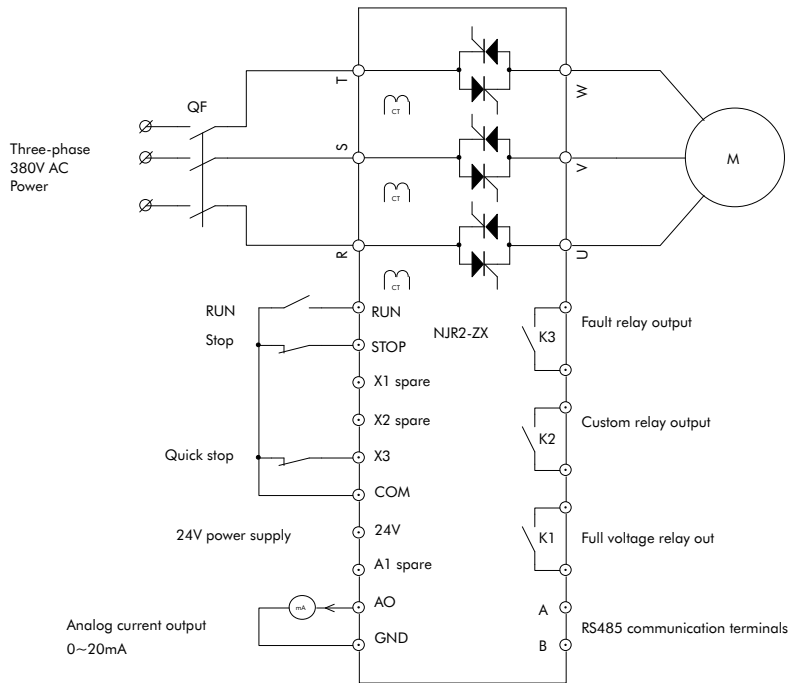 QF
Three-phase
380V AC
Power
T
S
R
CT
CT
CT
W
V
U
M
RUN
Stop
Quick stop
24V power supply
Analog current output
0~20mA
mA
RUN
STOP
X1 spare
X2 spare
X3
COM
24V
A1 spare
AO
GND
NJR2-ZX
K3
K2
K1
A
B
Fault relay output
Custom relay output
Full voltage relay out
RS485 communication terminals